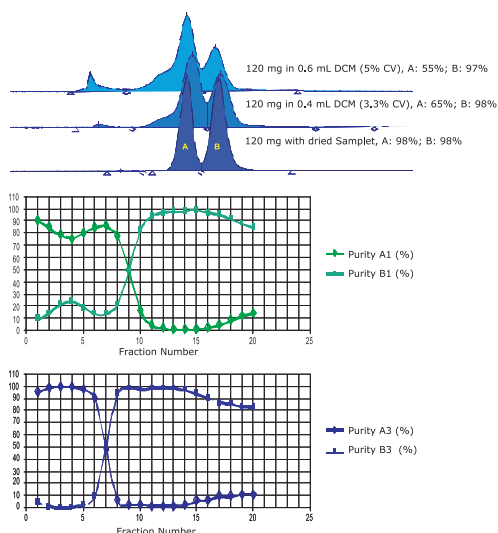 120 mg in 0.6 mL DCM (5% CV), A: 55%; B: 97%
120 mg in 0.4 mL DCM (3.3% CV), A: 65%; B: 98%
A B
120 mg with dried Samplet, A: 98%; B: 98%
110
100
90
80
70
60
50
40
30
20
10
0
0 5 10 15 20 25
Fraction Number
Purity A1 (%)
Purity B1 (%)
110
100
90
80
70
60
50
40
30
20
10
0
0 5 10 15 20 25
Fraction Number
Purity A3 (%)
Purity B3 (%)